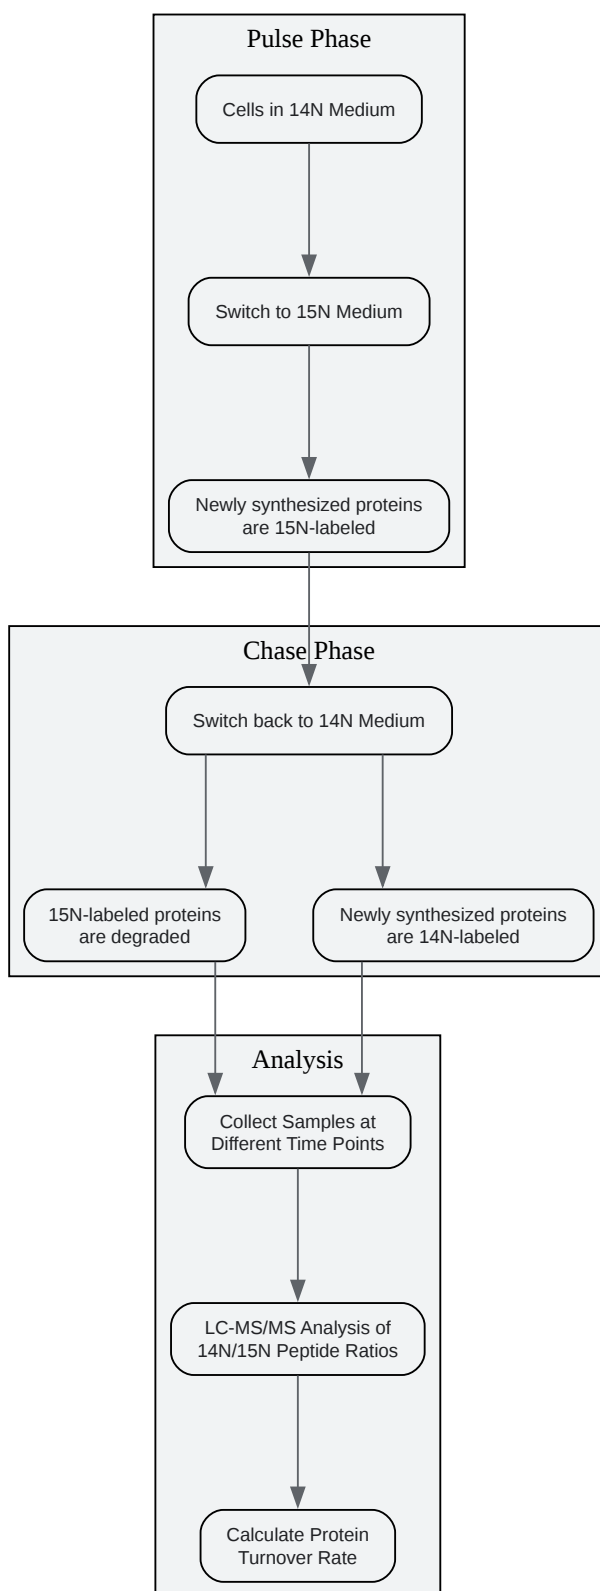 Pulse Phase
Cells in 14N Medium
Switch to 15N Medium
Newly synthesized proteins
are 15N-labeled
Chase Phase
Switch back to 14N Medium
15N-labeled proteins
are degraded
Newly synthesized proteins
are 14N-labeled
Analysis
Collect Samples at
Different Time Points
LC-MS/MS Analysis of
14N/15N Peptide Ratios
Calculate Protein
Turnover Rate